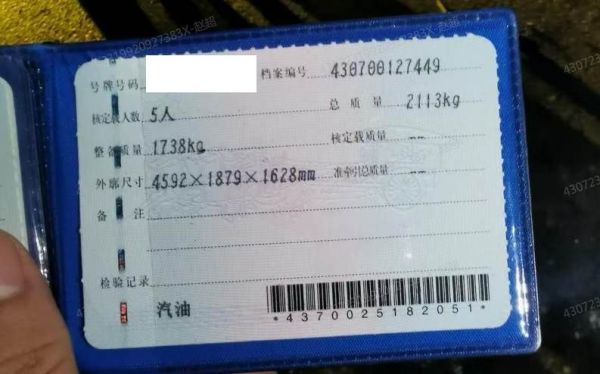 号牌号码 档案编号 430700127449
核定载人数 5人 总质量 2113kg
整备质量 1738kg 核定载质量 --
外廓尺寸 4592×1879×1628mm 准牵引总质量 --
备注
检验记录
汽油
*4370025182051*